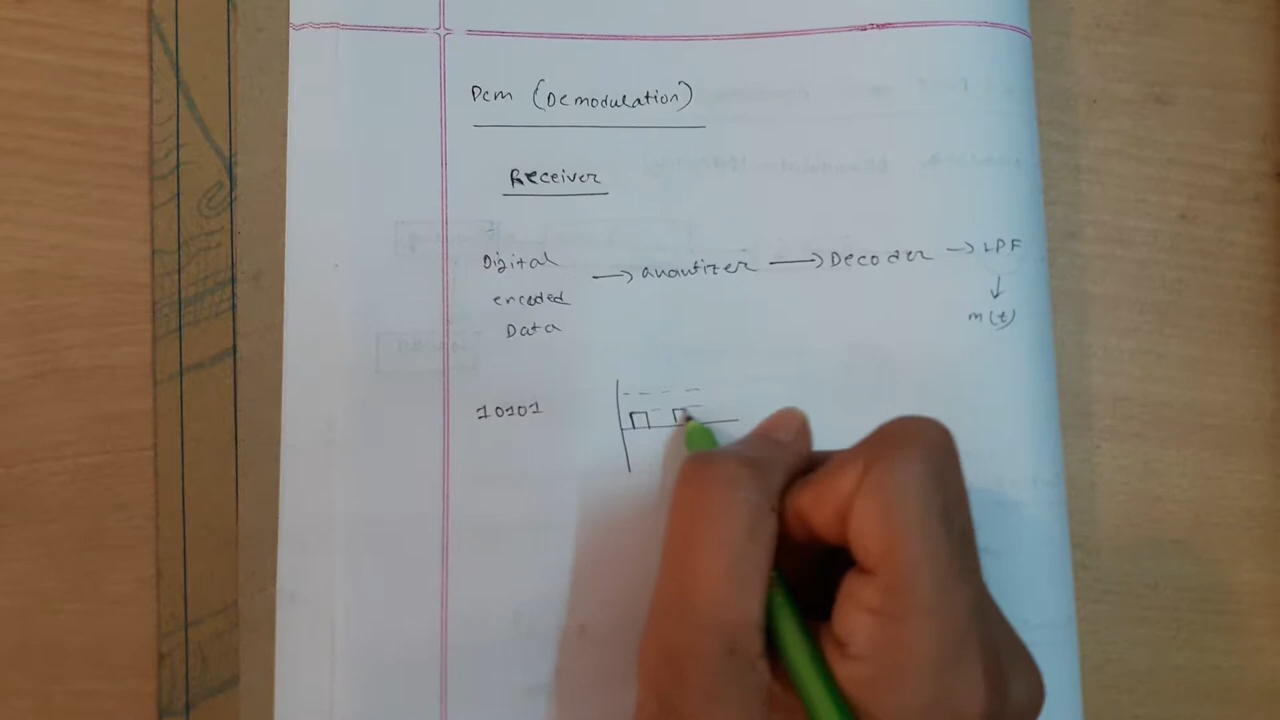 Pcm (Demodulation)
Receiver
Digital encoded Data → Quantizer → Decoder → LPF
↓
m(t)
10101